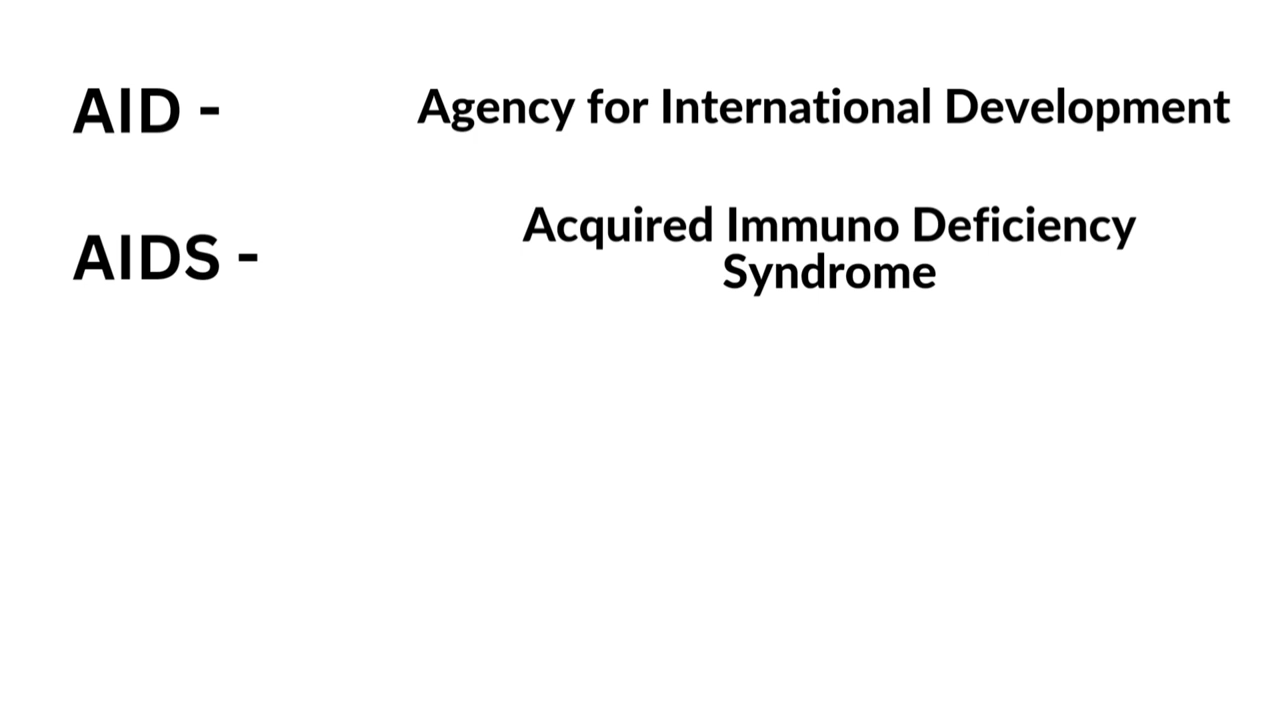 AID - Agency for International Development
AIDS - Acquired Immuno Deficiency
Syndrome